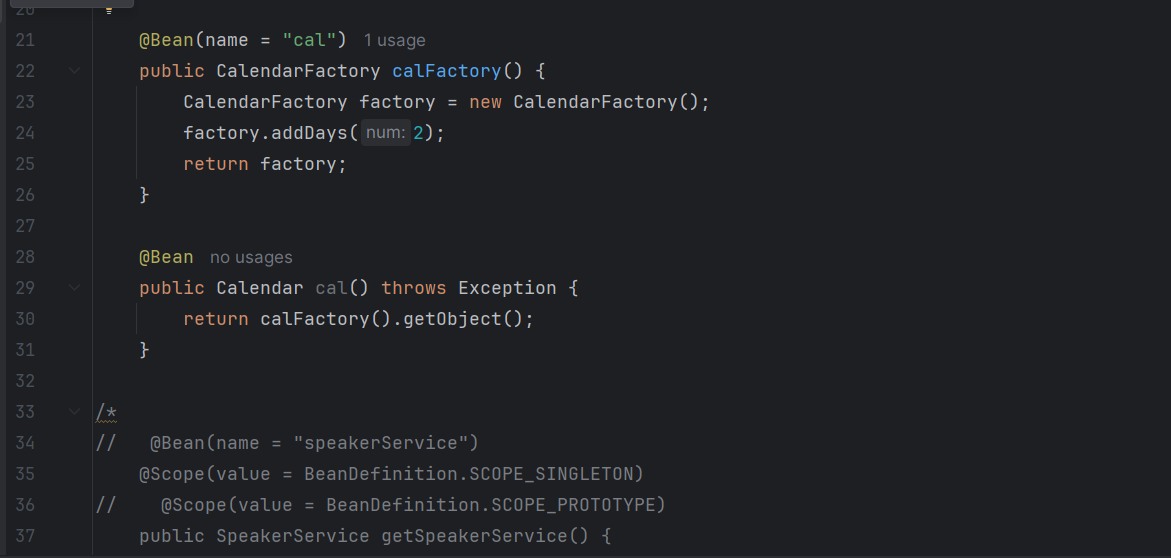 20
21 @Bean(name = "cal") 1 usage
22 public CalendarFactory calFactory() {
23 CalendarFactory factory = new CalendarFactory();
24 factory.addDays( num: 2);
25 return factory;
26 }
27
28 @Bean no usages
29 public Calendar cal() throws Exception {
30 return calFactory().getObject();
31 }
32
33 /*
34 // @Bean(name = "speakerService")
35 @Scope(value = BeanDefinition.SCOPE_SINGLETON)
36 // @Scope(value = BeanDefinition.SCOPE_PROTOTYPE)
37 public SpeakerService getSpeakerService() {